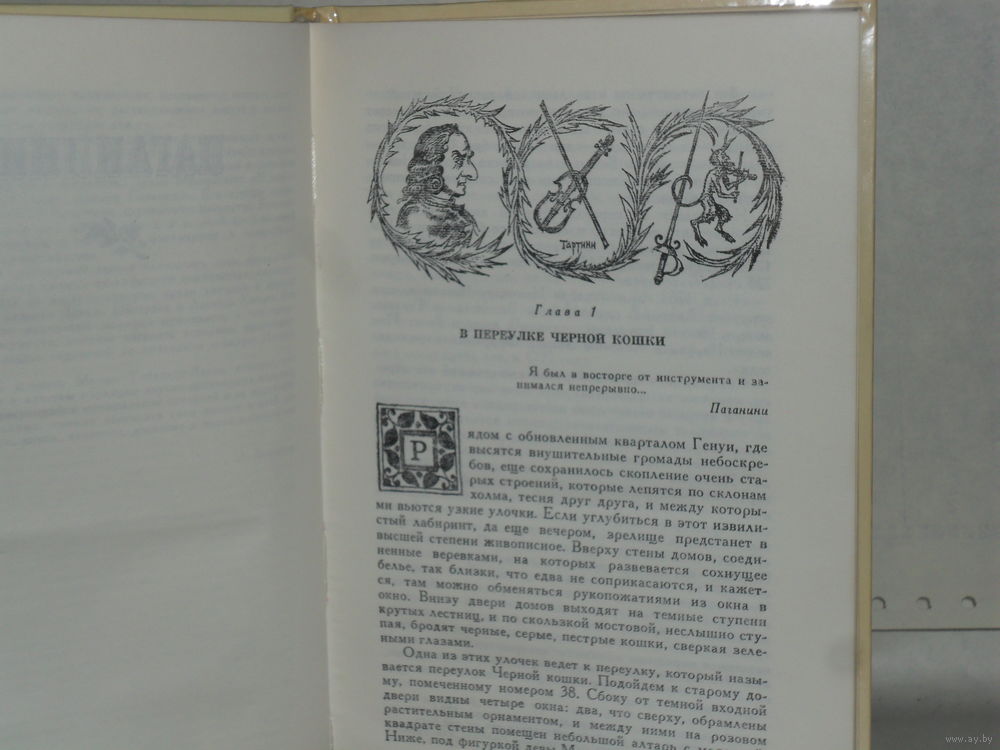 Тартини
Глава 1
В ПЕРЕУЛКЕ ЧЕРНОЙ КОШКИ
Я был в восторге от инструмента и за-
нимался непрерывно...
Паганини
Р
ядом с обновленным кварталом Генуи, где
высятся внушительные громады небоскре-
бов, еще сохранилось скопление очень ста-
рых строений, которые лепятся по склонам
холма, тесня друг друга, и между которы-
ми вьются узкие улочки. Если углубиться в этот извили-
стый лабиринт, да еще вечером, зрелище предстанет в
высшей степени живописное. Вверху стены домов, соеди-
ненные веревками, на которых развевается сохнущее
белье, так близки, что едва не соприкасаются, и кажет-
ся, там можно обменяться рукопожатиями из окна в
окно. Внизу двери домов выходят на темные ступени
крутых лестниц, и по скользкой мостовой, неслышно сту-
пая, бродят черные, серые, пестрые кошки, сверкая зеле-
ными глазами.
Одна из этих улочек ведет к переулку, который назы-
вается переулок Черной кошки. Подойдем к старому до-
му, помеченному номером 38. Сбоку от темной входной
двери видны четыре окна: два, что сверху, обрамлены
растительным орнаментом, и между ними на розовом
квадрате стены помещен небольшой алтарь с
Ниже, под фигуркой девы
www.ay.by